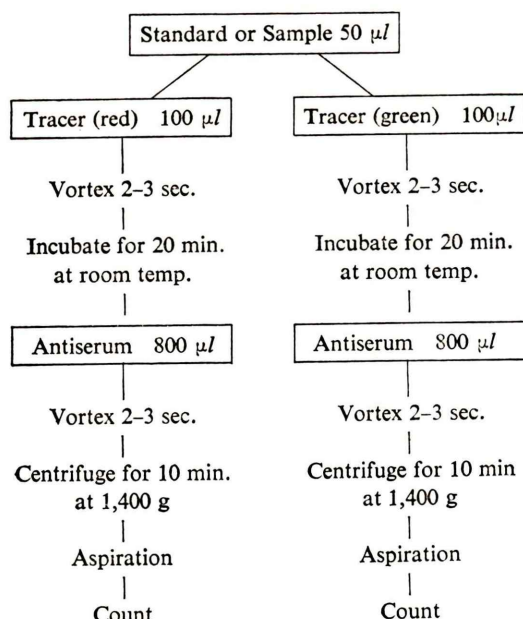 Standard or Sample 50 μl
Tracer (red) 100 μl
Tracer (green) 100μl
Vortex 2–3 sec.
Vortex 2–3 sec.
Incubate for 20 min.
at room temp.
Incubate for 20 min.
at room temp.
Antiserum 800 μl
Antiserum 800 μl
Vortex 2–3 sec.
Vortex 2–3 sec.
Centrifuge for 10 min.
at 1,400 g
Centrifuge for 10 min
at 1,400 g
Aspiration
Aspiration
Count
Count